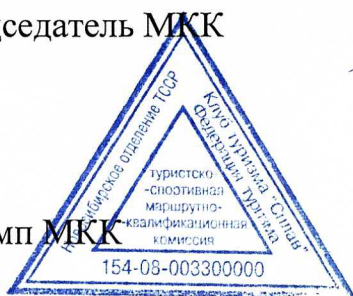 дседатель МКК
Новосибирское отделение ТССР
Клуб туризма "Сплав"
Федерация туризма
туристско-
-спортивная
маршрутно-
-квалификационная
комиссия
154-08-003300000
мп МКК